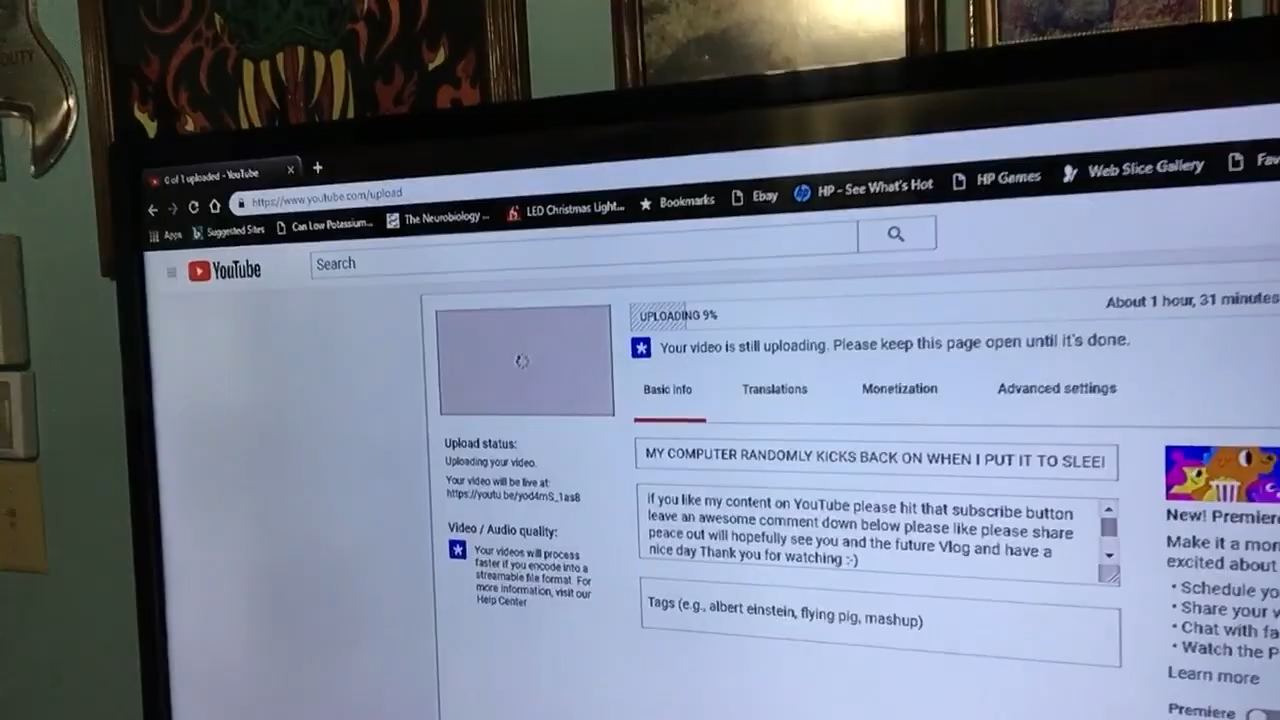 OUTY
0 of 1 uploaded - YouTube
https://www.youtube.com/upload
Apps Suggested Sites Can Low Potassium... The Neurobiology ... LED Christmas Light... Bookmarks Ebay HP - See What's Hot HP Games Web Slice Gallery Fav
YouTube
Search
UPLOADING 9%
About 1 hour, 31 minutes
Your video is still uploading. Please keep this page open until it's done.
Basic info Translations Monetization Advanced settings
Upload status:
Uploading your video.
Your video will be live at:
https://youtu.be/yod4mS_1as8
Video / Audio quality:
Your videos will process
faster if you encode into a
streamable file format. For
more information, visit our
Help Center
MY COMPUTER RANDOMLY KICKS BACK ON WHEN I PUT IT TO SLEEI
if you like my content on YouTube please hit that subscribe button
leave an awesome comment down below please like please share
peace out will hopefully see you and the future Vlog and have a
nice day Thank you for watching :-)
Tags (e.g., albert einstein, flying pig, mashup)
New! Premier
Make it a mor
excited about
• Schedule yo
• Share your v
• Chat with fa
• Watch the P
Learn more
Premiere